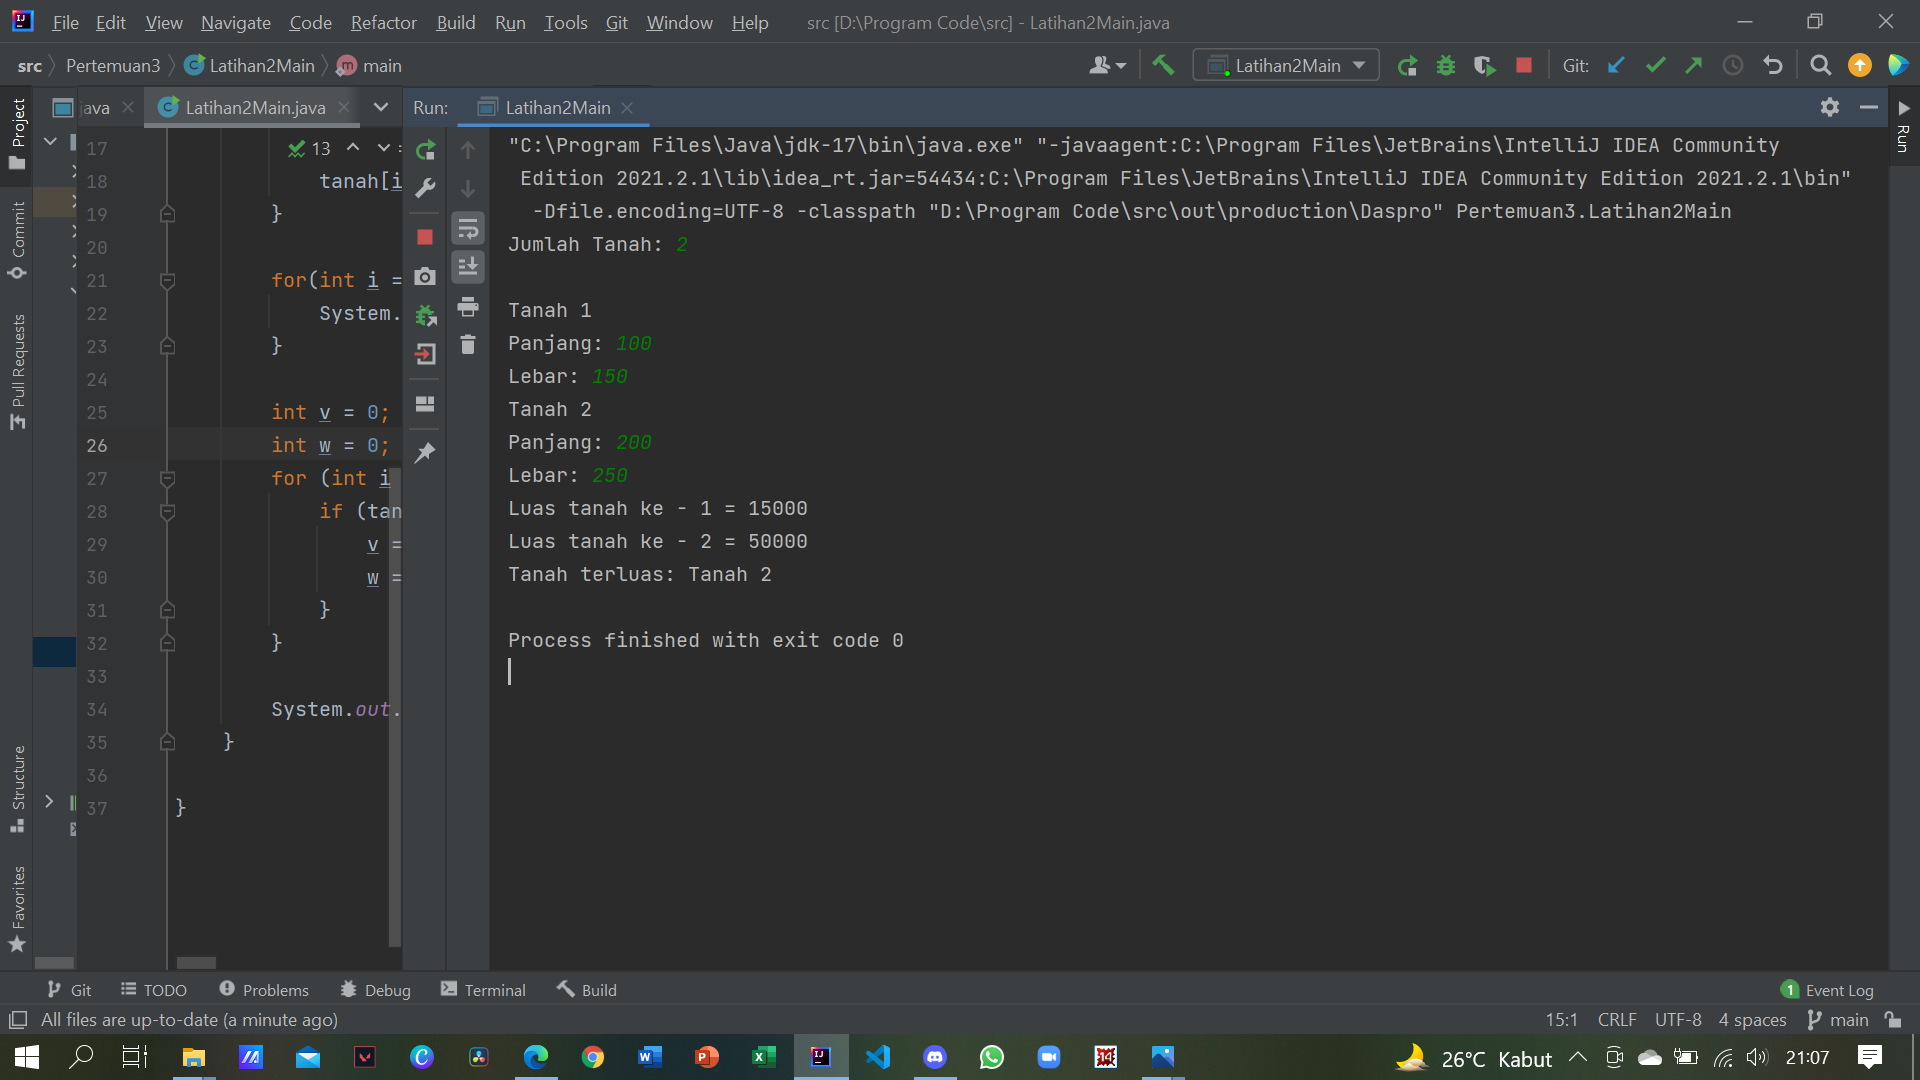 File Edit View Navigate Code Refactor Build Run Tools Git Window Help src [D:\Program Code\src] - Latihan2Main.java
src Pertemuan3 Latihan2Main main Latihan2Main Git:
Project
Commit
Pull Requests
Structure
Favorites
java Latihan2Main.java Run: Latihan2Main
Run
13
17
18 tanah[i
19 }
20
21 for(int i =
22 System.
23 }
24
25 int v = 0;
26 int w = 0;
27 for (int i
28 if (tan
29 v =
30 w =
31 }
32 }
33
34 System.out.
35 }
36
37 }
"C:\Program Files\Java\jdk-17\bin\java.exe" "-javaagent:C:\Program Files\JetBrains\IntelliJ IDEA Community
Edition 2021.2.1\lib\idea_rt.jar=54434:C:\Program Files\JetBrains\IntelliJ IDEA Community Edition 2021.2.1\bin"
-Dfile.encoding=UTF-8 -classpath "D:\Program Code\src\out\production\Daspro" Pertemuan3.Latihan2Main
Jumlah Tanah: 2
Tanah 1
Panjang: 100
Lebar: 150
Tanah 2
Panjang: 200
Lebar: 250
Luas tanah ke - 1 = 15000
Luas tanah ke - 2 = 50000
Tanah terluas: Tanah 2
Process finished with exit code 0
Git TODO Problems Debug Terminal Build 1 Event Log
All files are up-to-date (a minute ago) 15:1 CRLF UTF-8 4 spaces main
26°C Kabut 21:07